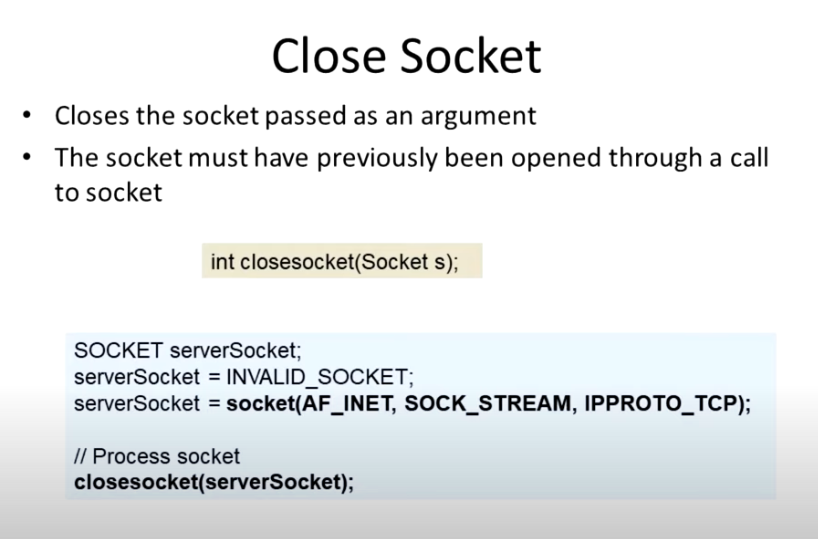 Close Socket
• Closes the socket passed as an argument
• The socket must have previously been opened through a call
to socket
int closesocket(Socket s);
SOCKET serverSocket;
serverSocket = INVALID_SOCKET;
serverSocket = socket(AF_INET, SOCK_STREAM, IPPROTO_TCP);
// Process socket
closesocket(serverSocket);